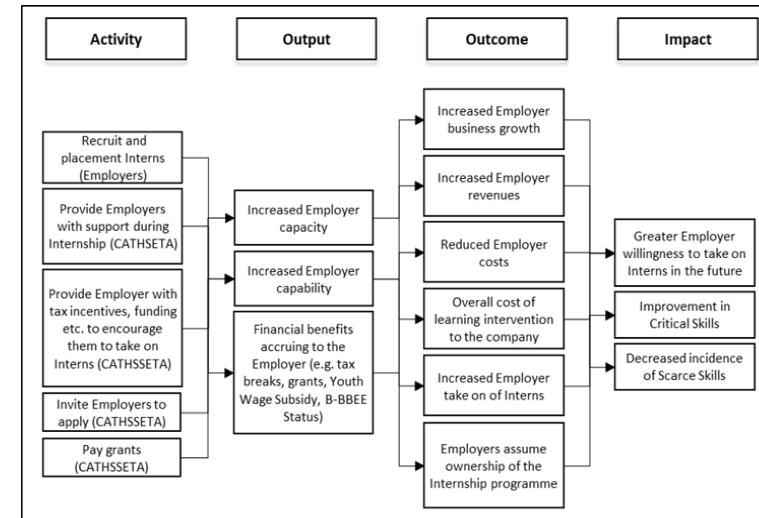 Activity
Output
Outcome
Impact
Recruit and
placement Interns
(Employers)
Provide Employers
with support during
Internship (CATHSETA)
Provide Employer with
tax incentives, funding
etc. to encourage
them to take on
Interns (CATHSSETA)
Invite Employers to
apply (CATHSSETA)
Pay grants
(CATHSSETA)
Increased Employer
capacity
Increased Employer
capability
Financial benefits
accruing to the
Employer (e.g. tax
breaks, grants, Youth
Wage Subsidy, B-BBEE
Status)
Increased Employer
business growth
Increased Employer
revenues
Reduced Employer
costs
Overall cost of
learning intervention
to the company
Increased Employer
take on of Interns
Employers assume
ownership of the
Internship programme
Greater Employer
willingness to take on
Interns in the future
Improvement in
Critical Skills
Decreased incidence
of Scarce Skills